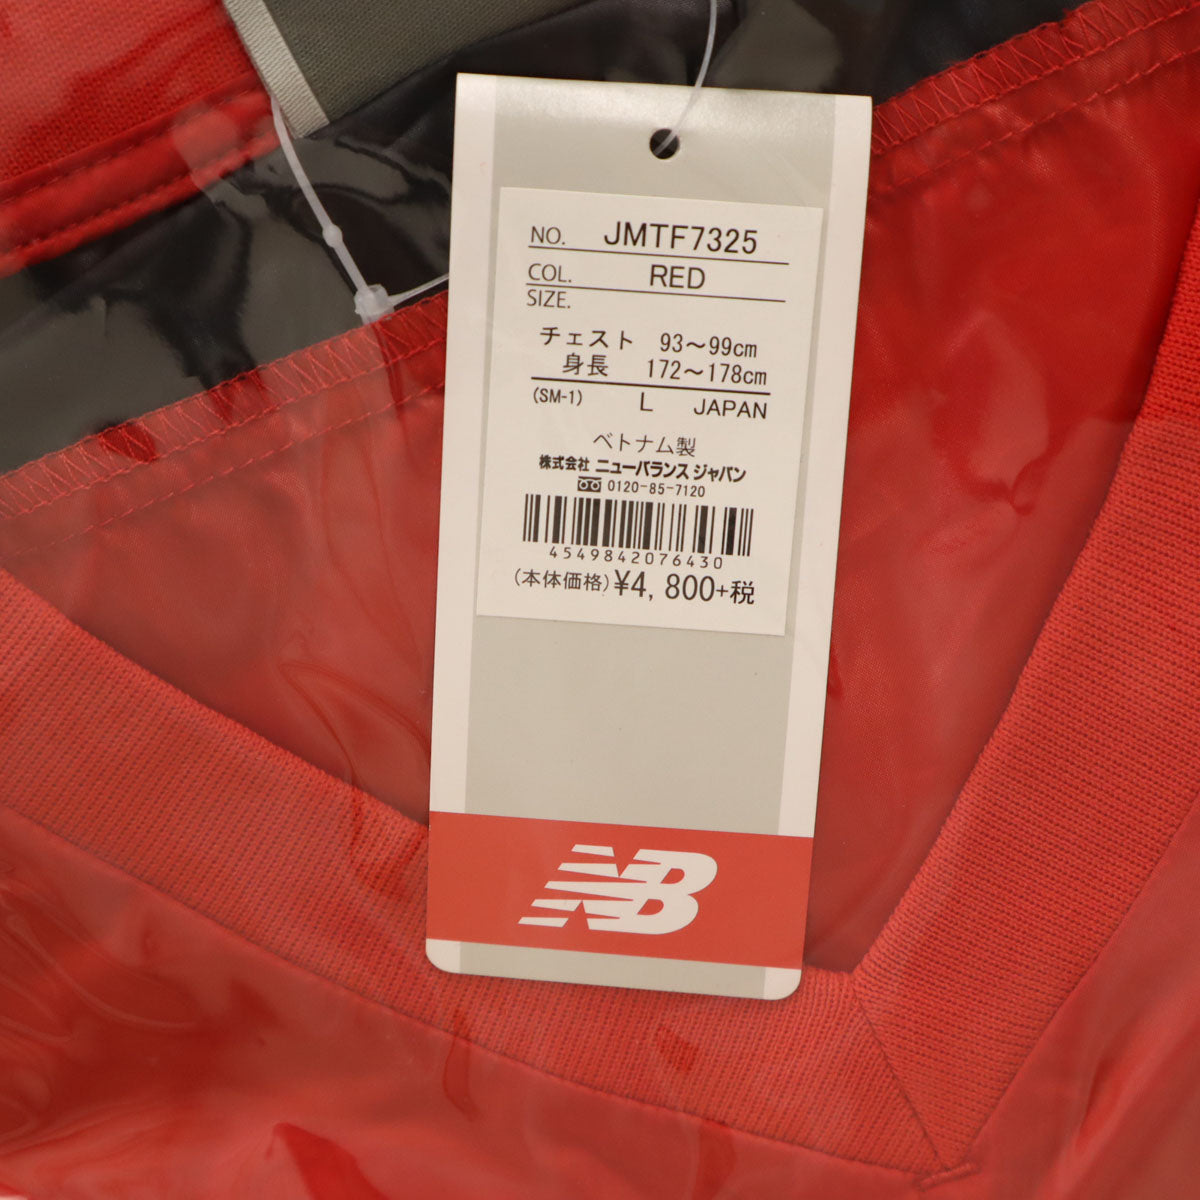 NO. JMTF7325
COL. RED
SIZE.
チェスト 93～99cm
身長 172～178cm
(SM-1) L JAPAN
ベトナム製
株式会社 ニューバランス ジャパン
0120-85-7120
4549842076430
(本体価格) ¥4,800+税
NB